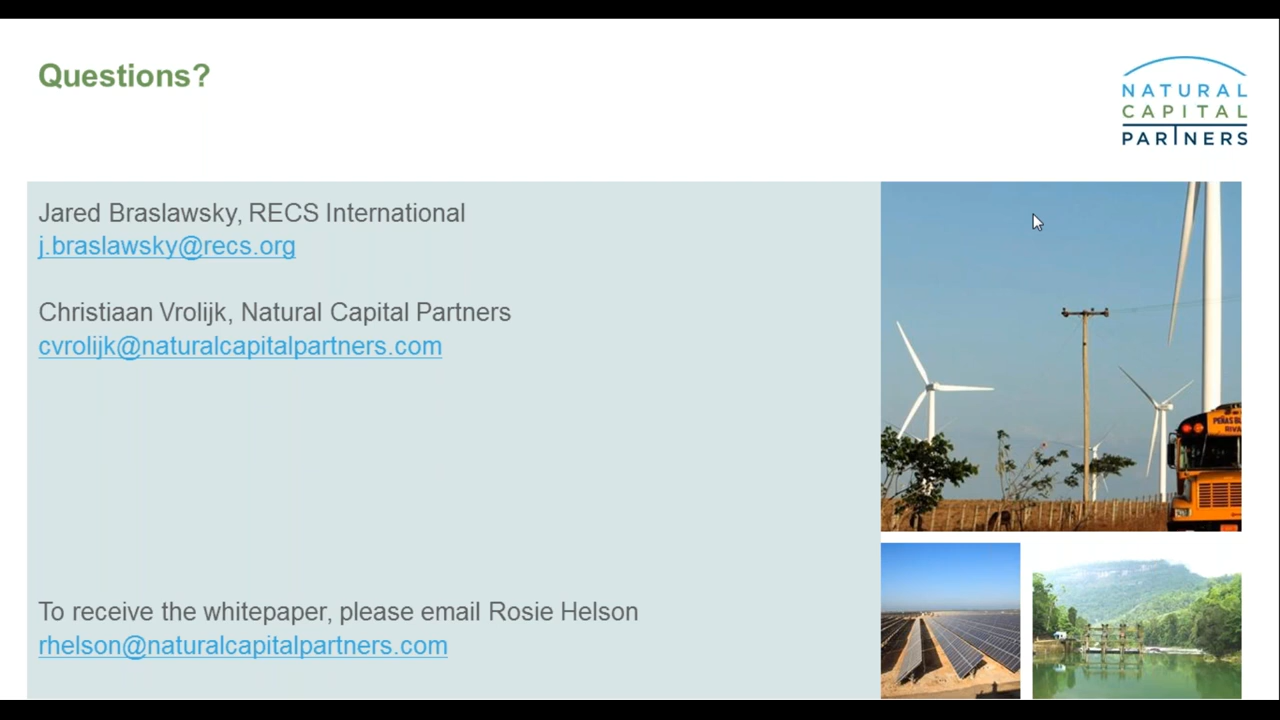 Questions?
NATURAL
CAPITAL
PARTNERS
Jared Braslawsky, RECS International
j.braslawsky@recs.org
Christiaan Vrolijk, Natural Capital Partners
cvrolijk@naturalcapitalpartners.com
To receive the whitepaper, please email Rosie Helson
rhelson@naturalcapitalpartners.com